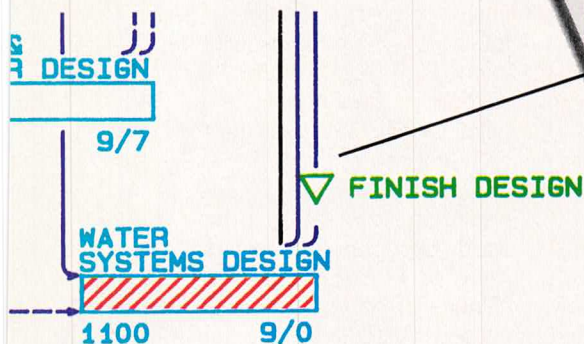 R DESIGN
9/7
FINISH DESIGN
WATER
SYSTEMS DESIGN
1100 9/0